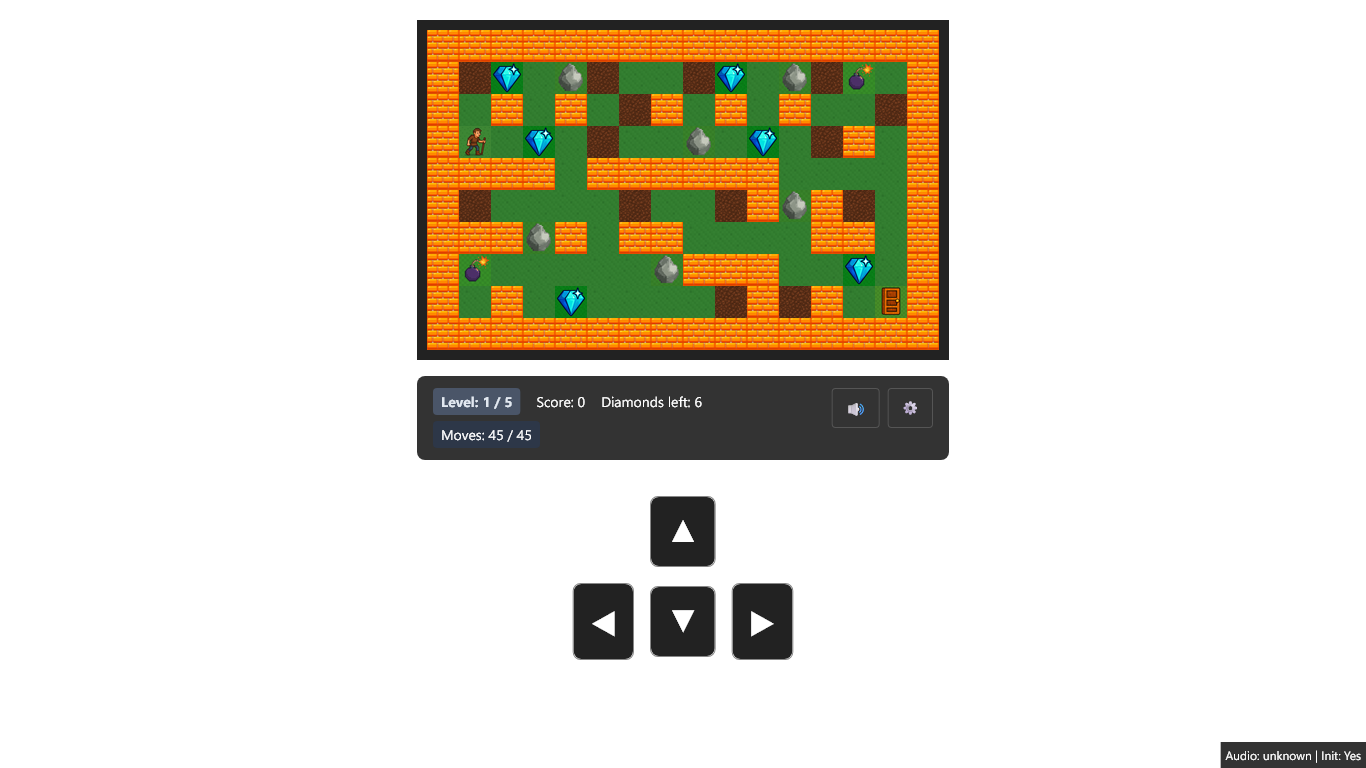 Level: 1 / 5 Score: 0 Diamonds left: 6
Moves: 45 / 45
Audio: unknown | Init: Yes